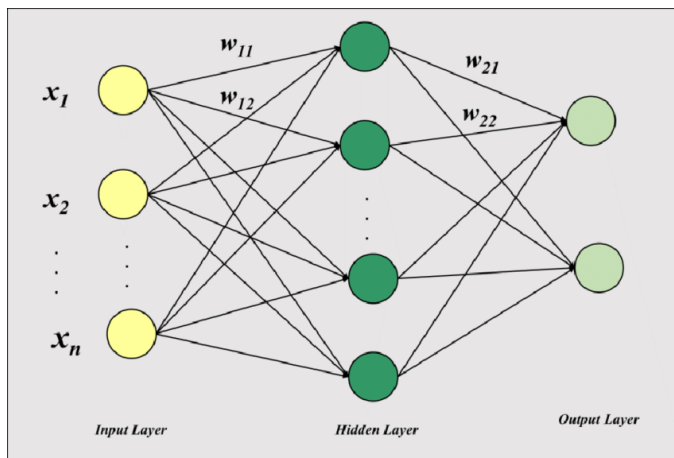 w11
w21
x1
w12
w22
x2
xn
Input Layer
Hidden Layer
Output Layer